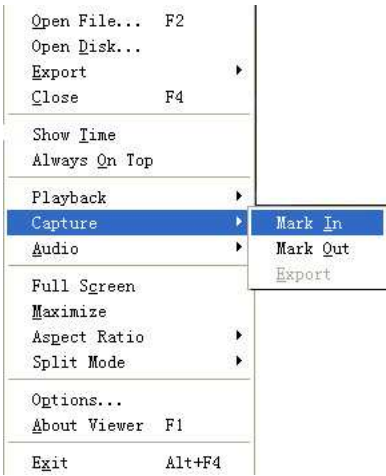 Open File... F2
Open Disk...
Export
Close F4
Show Time
Always On Top
Playback
Capture
Audio
Full Screen
Maximize
Aspect Ratio
Split Mode
Options...
About Viewer F1
Exit Alt+F4
Mark In
Mark Out
Export